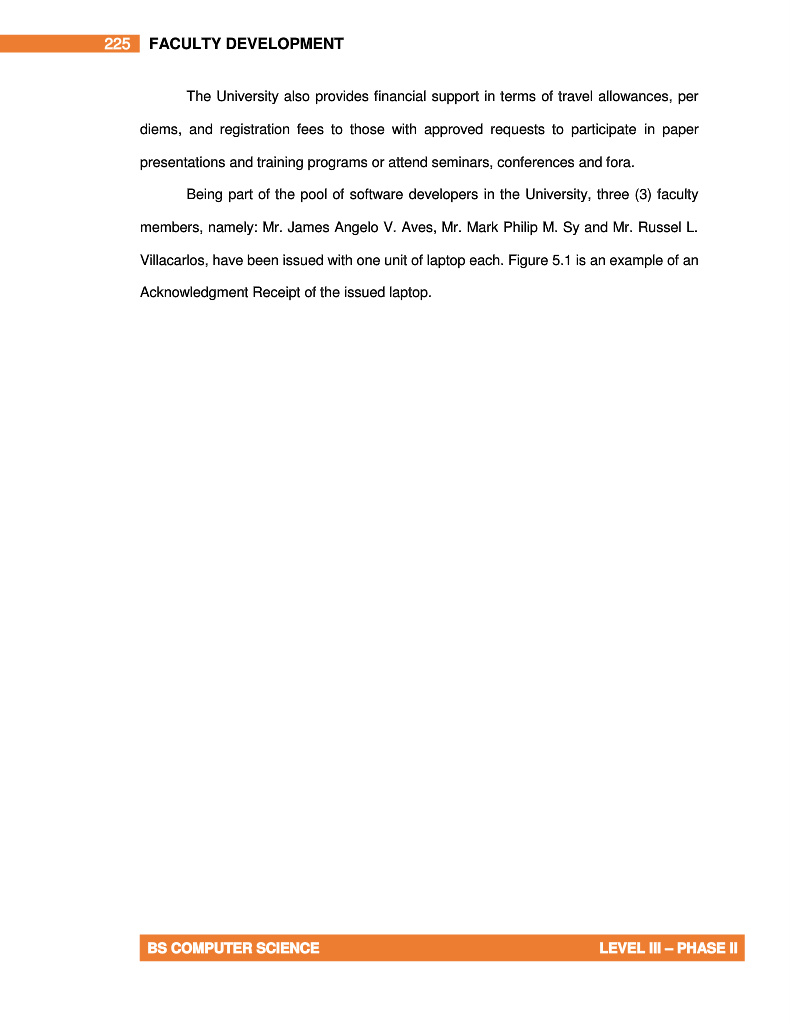 225 FACULTY DEVELOPMENT
The University also provides financial support in terms of travel allowances, per
diems, and registration fees to those with approved requests to participate in paper
presentations and training programs or attend seminars, conferences and fora.
Being part of the pool of software developers in the University, three (3) faculty
members, namely: Mr. James Angelo V. Aves, Mr. Mark Philip M. Sy and Mr. Russel L.
Villacarlos, have been issued with one unit of laptop each. Figure 5.1 is an example of an
Acknowledgment Receipt of the issued laptop.
BS COMPUTER SCIENCE LEVEL III – PHASE II